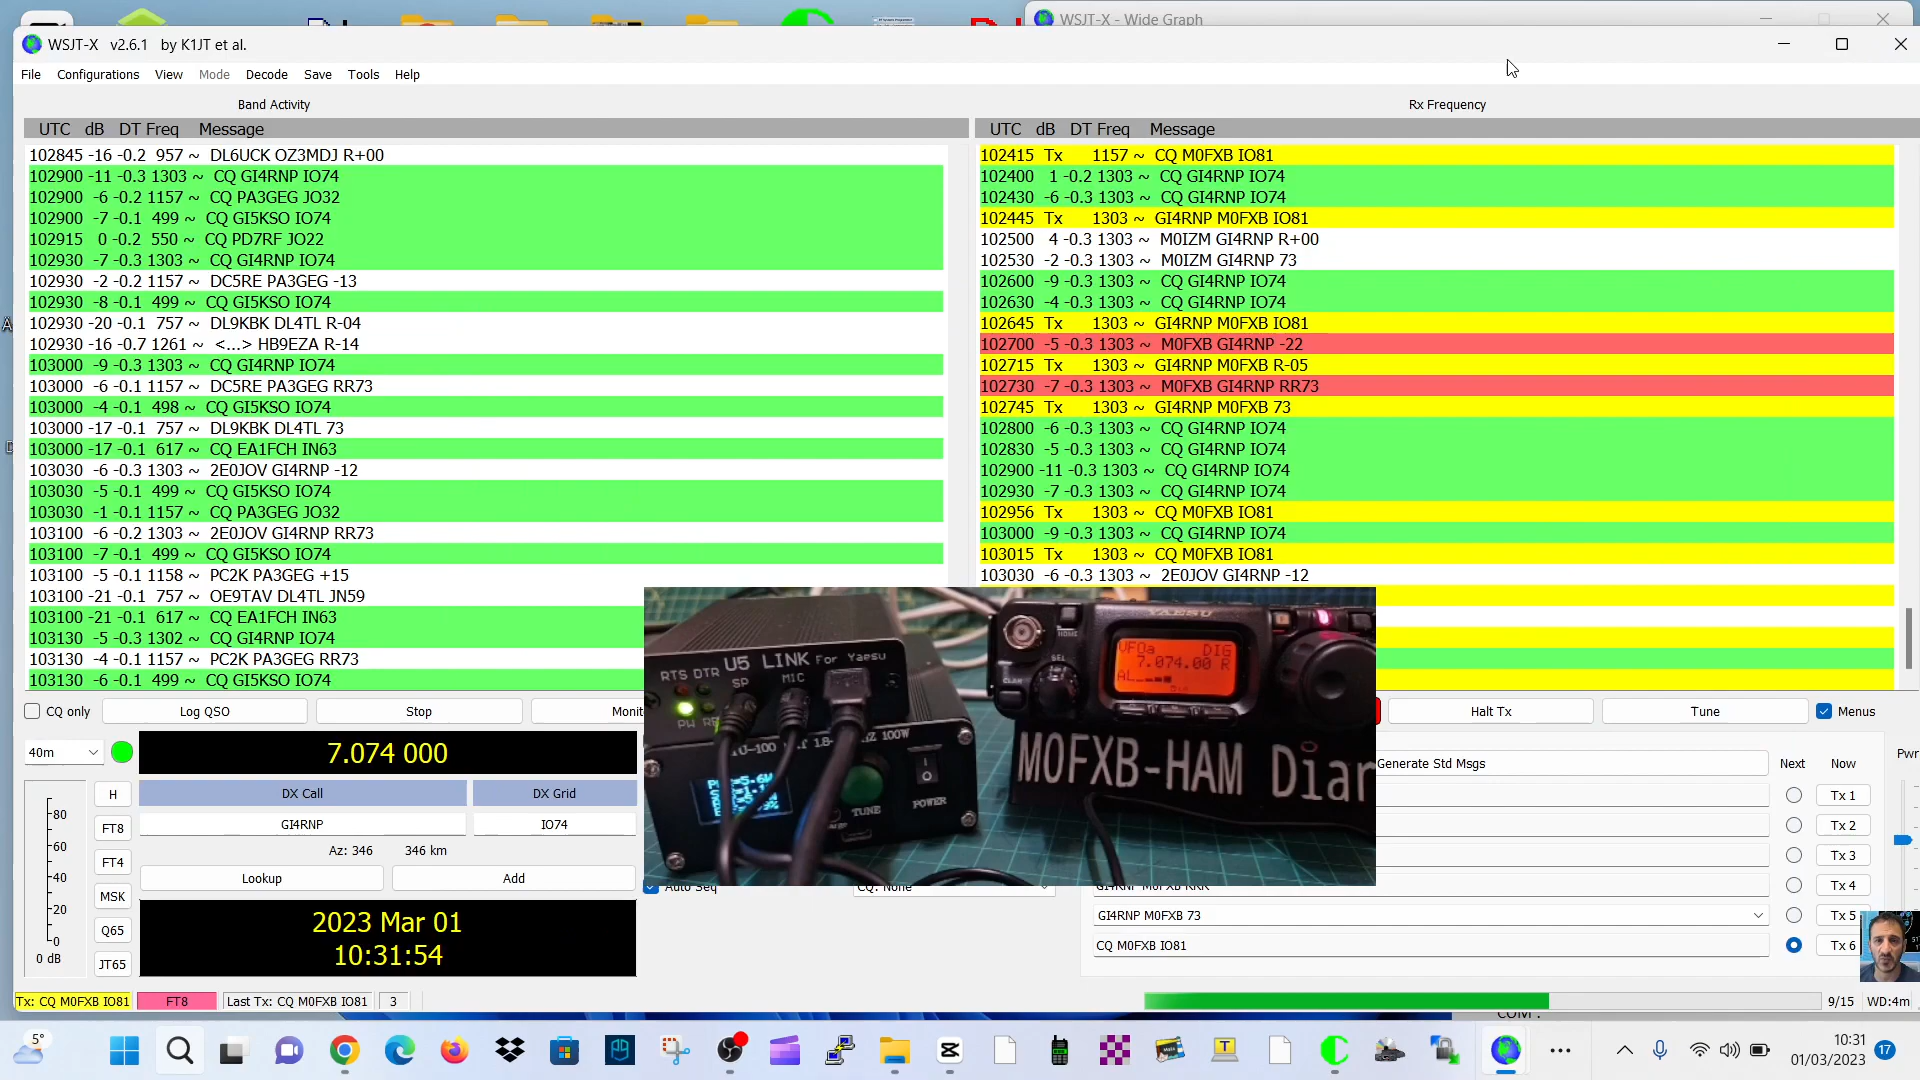 WSJT-X - Wide Graph
WSJT-X v2.6.1 by K1JT et al.
File Configurations View Mode Decode Save Tools Help
Band Activity
UTC dB DT Freq Message
102845 -16 -0.2 957 ~ DL6UCK OZ3MDJ R+00
102900 -11 -0.3 1303 ~ CQ GI4RNP IO74
102900 -6 -0.2 1157 ~ CQ PA3GEG JO32
102900 -7 -0.1 499 ~ CQ GI5KSO IO74
102915 0 -0.2 550 ~ CQ PD7RF JO22
102930 -7 -0.3 1303 ~ CQ GI4RNP IO74
102930 -2 -0.2 1157 ~ DC5RE PA3GEG -13
102930 -8 -0.1 499 ~ CQ GI5KSO IO74
102930 -20 -0.1 757 ~ DL9KBK DL4TL R-04
102930 -16 -0.7 1261 ~ <...> HB9EZA R-14
103000 -9 -0.3 1303 ~ CQ GI4RNP IO74
103000 -6 -0.1 1157 ~ DC5RE PA3GEG RR73
103000 -4 -0.1 498 ~ CQ GI5KSO IO74
103000 -17 -0.1 757 ~ DL9KBK DL4TL 73
103000 -17 -0.1 617 ~ CQ EA1FCH IN63
103030 -6 -0.3 1303 ~ 2E0JOV GI4RNP -12
103030 -5 -0.1 499 ~ CQ GI5KSO IO74
103030 -1 -0.1 1157 ~ CQ PA3GEG JO32
103100 -6 -0.2 1303 ~ 2E0JOV GI4RNP RR73
103100 -7 -0.1 499 ~ CQ GI5KSO IO74
103100 -5 -0.1 1158 ~ PC2K PA3GEG +15
103100 -21 -0.1 757 ~ OE9TAV DL4TL JN59
103100 -21 -0.1 617 ~ CQ EA1FCH IN63
103130 -5 -0.3 1302 ~ CQ GI4RNP IO74
103130 -4 -0.1 1157 ~ PC2K PA3GEG RR73
103130 -6 -0.1 499 ~ CQ GI5KSO IO74
Rx Frequency
UTC dB DT Freq Message
102415 Tx 1157 ~ CQ M0FXB IO81
102400 1 -0.2 1303 ~ CQ GI4RNP IO74
102430 -6 -0.3 1303 ~ CQ GI4RNP IO74
102445 Tx 1303 ~ GI4RNP M0FXB IO81
102500 4 -0.3 1303 ~ M0IZM GI4RNP R+00
102530 -2 -0.3 1303 ~ M0IZM GI4RNP 73
102600 -9 -0.3 1303 ~ CQ GI4RNP IO74
102630 -4 -0.3 1303 ~ CQ GI4RNP IO74
102645 Tx 1303 ~ GI4RNP M0FXB IO81
102700 -5 -0.3 1303 ~ M0FXB GI4RNP -22
102715 Tx 1303 ~ GI4RNP M0FXB R-05
102730 -7 -0.3 1303 ~ M0FXB GI4RNP RR73
102745 Tx 1303 ~ GI4RNP M0FXB 73
102800 -6 -0.3 1303 ~ CQ GI4RNP IO74
102830 -5 -0.3 1303 ~ CQ GI4RNP IO74
102900 -11 -0.3 1303 ~ CQ GI4RNP IO74
102930 -7 -0.3 1303 ~ CQ GI4RNP IO74
102956 Tx 1303 ~ CQ M0FXB IO81
103000 -9 -0.3 1303 ~ CQ GI4RNP IO74
103015 Tx 1303 ~ CQ M0FXB IO81
103030 -6 -0.3 1303 ~ 2E0JOV GI4RNP -12
CQ only Log QSO Stop Monit
Halt Tx Tune Menus
YAESU
HOME
SEL
CLAR
VFOa DIG
7.074.00 R
U5 LINK For Yaesu
RTS DTR
SP MIC
PW
100W
TUNE POWER
M0FXB-HAM Diar
40m 7.074 000
DX Call DX Grid
GI4RNP IO74
Az: 346 346 km
Lookup Add
2023 Mar 01
10:31:54
80
60
40
20
0
0 dB
H
FT8
FT4
MSK
Q65
JT65
Generate Std Msgs Next Now Pwr
Tx 1
Tx 2
Tx 3
Auto Seq CQ: None GI4RNP M0FXB RRR Tx 4
GI4RNP M0FXB 73 Tx 5
CQ M0FXB IO81 Tx 6
Tx: CQ M0FXB IO81 FT8 Last Tx: CQ M0FXB IO81 3 9/15 WD:4m
5°
10:31
01/03/2023
17